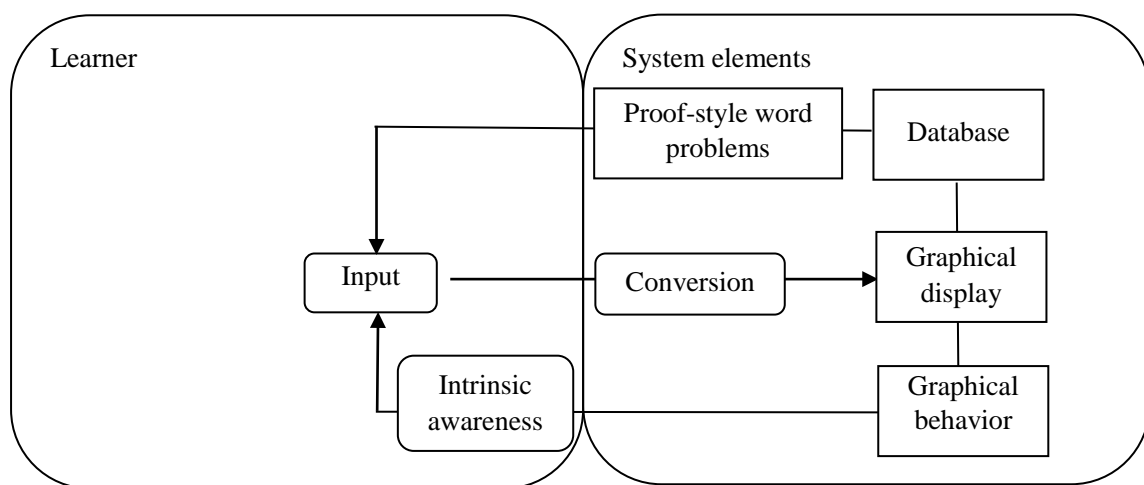 Learner
System elements
Proof-style word
problems
Database
Input
Conversion
Graphical
display
Intrinsic
awareness
Graphical
behavior